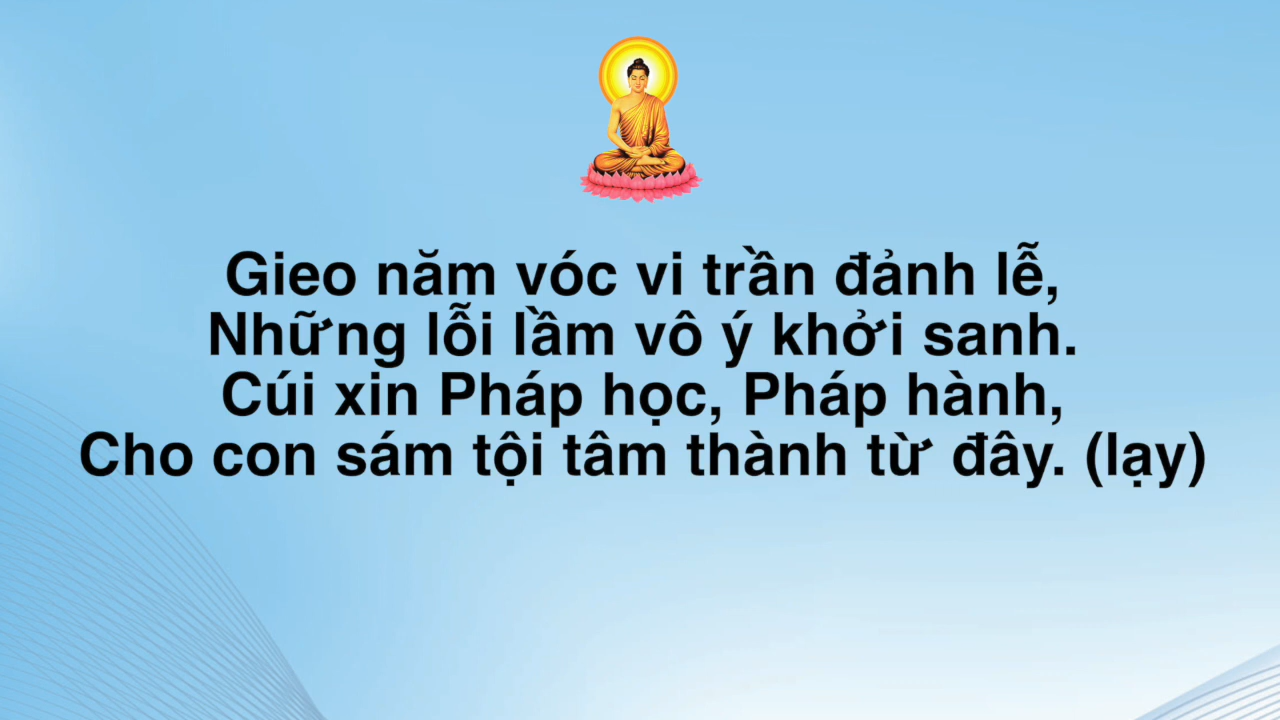 Gieo năm vóc vi trần đảnh lễ,
Những lỗi lầm vô ý khởi sanh.
Cúi xin Pháp học, Pháp hành,
Cho con sám tội tâm thành từ đây. (lạy)